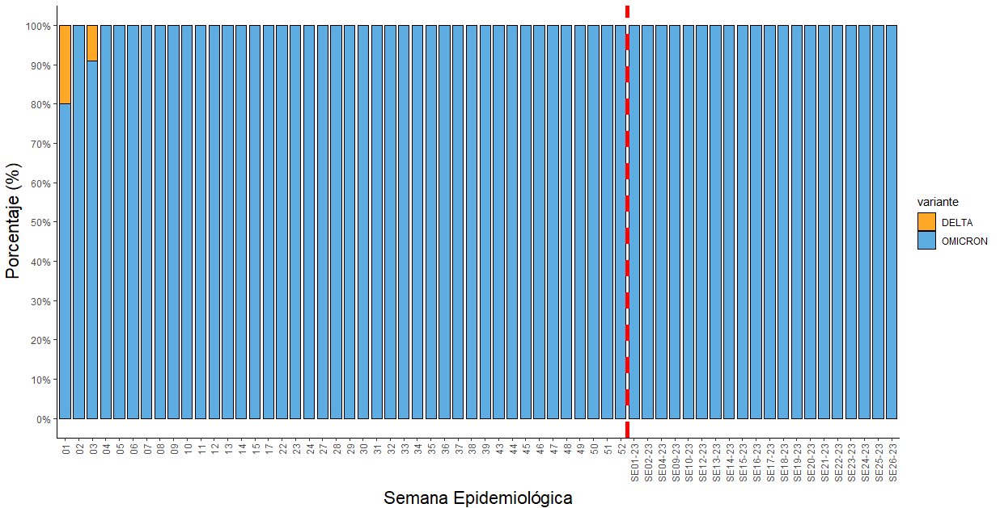 Porcentaje (%)
100%
90%
80%
70%
60%
50%
40%
30%
20%
10%
0%
01
02
03
04
05
06
07
08
09
10
11
12
13
14
15
17
22
23
24
27
28
29
30
31
32
33
34
35
36
37
38
39
43
44
45
46
47
48
49
50
51
52
SE01-23
SE02-23
SE04-23
SE09-23
SE10-23
SE12-23
SE13-23
SE14-23
SE15-23
SE16-23
SE17-23
SE18-23
SE19-23
SE20-23
SE21-23
SE22-23
SE23-23
SE24-23
SE25-23
SE26-23
Semana Epidemiológica
variante
DELTA
OMICRON